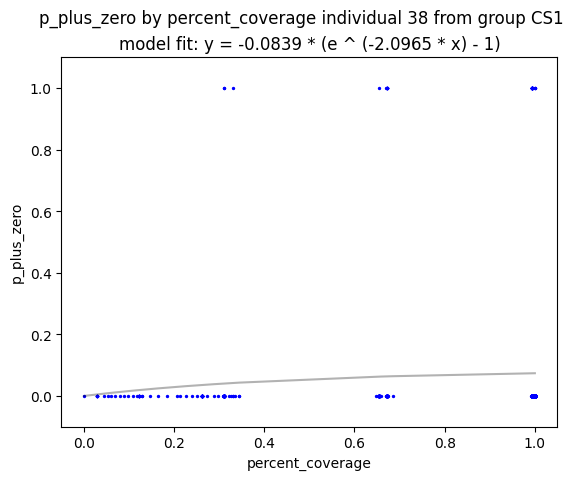 p_plus_zero by percent_coverage individual 38 from group CS1
model fit: y = -0.0839 * (e ^ (-2.0965 * x) - 1)
1.0
0.8
0.6
0.4
0.2
0.0
p_plus_zero
0.0 0.2 0.4 0.6 0.8 1.0
percent_coverage